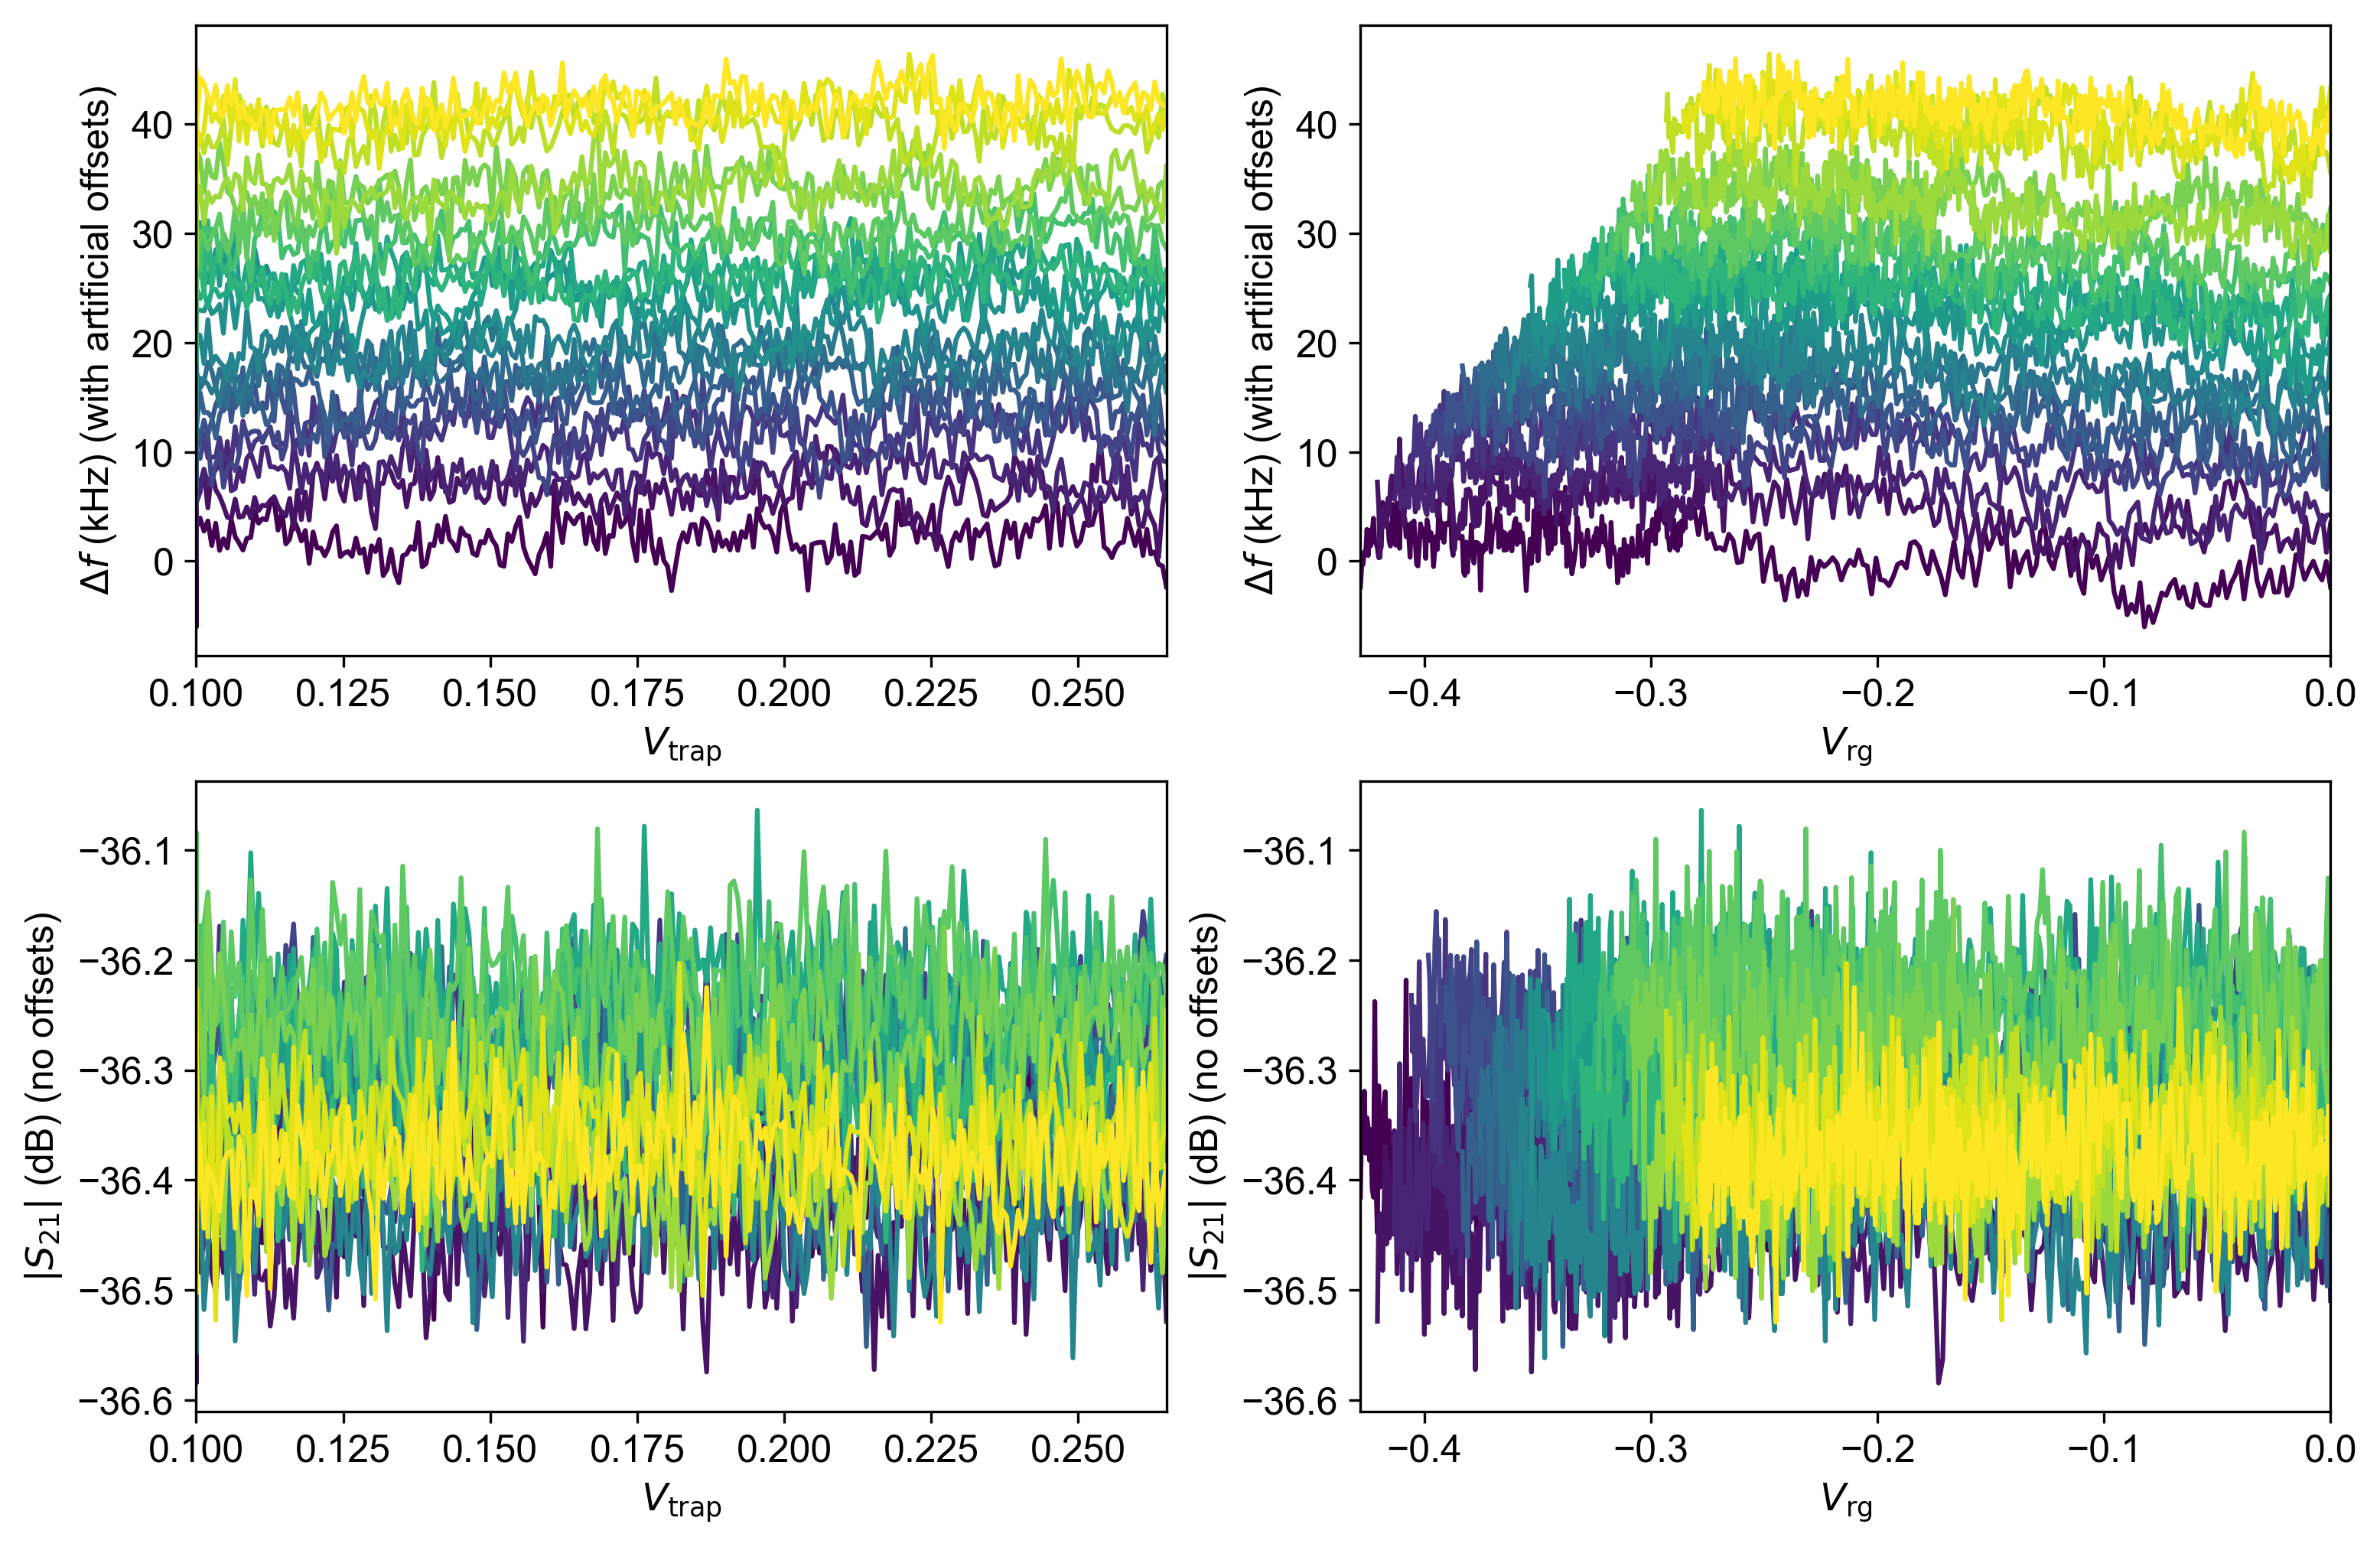 Δf (kHz) (with artificial offsets)
40
30
20
10
0
0.100 0.125 0.150 0.175 0.200 0.225 0.250
V_trap
Δf (kHz) (with artificial offsets)
40
30
20
10
0
−0.4 −0.3 −0.2 −0.1 0.0
V_rg
|S_21| (dB) (no offsets)
−36.1
−36.2
−36.3
−36.4
−36.5
−36.6
0.100 0.125 0.150 0.175 0.200 0.225 0.250
V_trap
|S_21| (dB) (no offsets)
−36.1
−36.2
−36.3
−36.4
−36.5
−36.6
−0.4 −0.3 −0.2 −0.1 0.0
V_rg